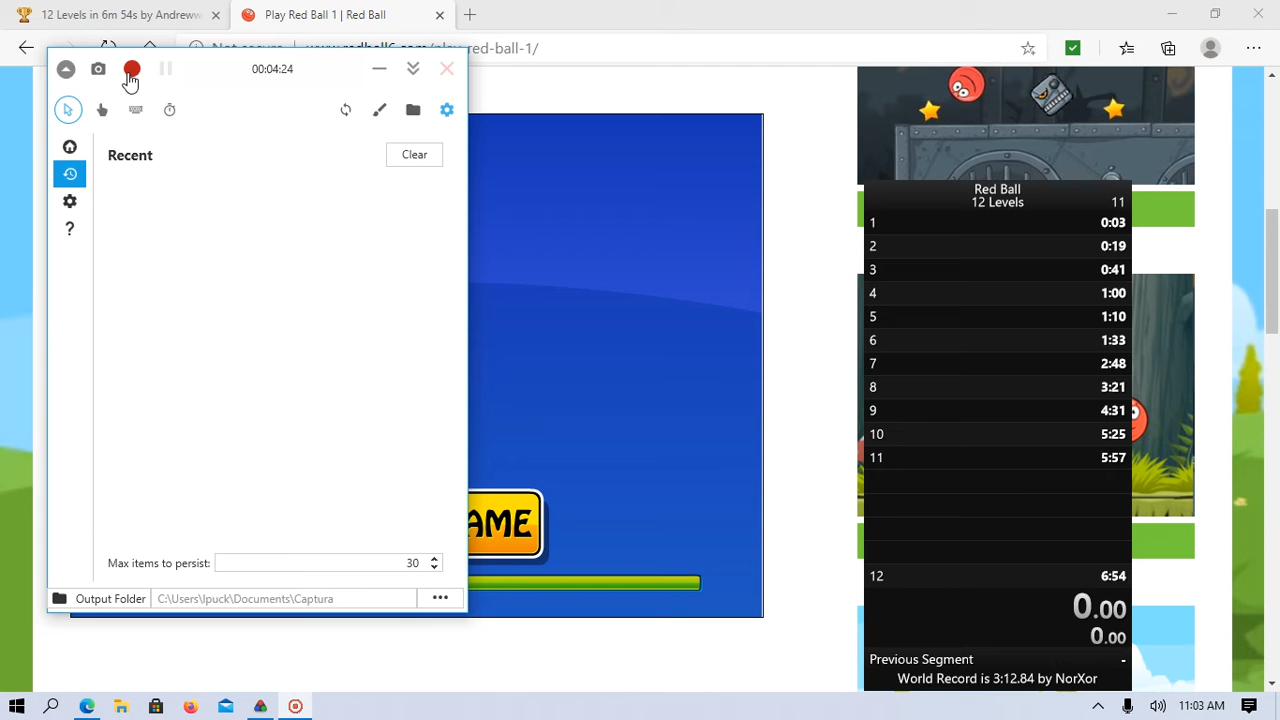 12 Levels in 6m 54s by Andreww
Play Red Ball 1 | Red Ball
Not secure
www.redball6.com/play-red-ball-1/
00:04:24
Recent
Clear
Max items to persist:
30
Output Folder
C:\Users\lpuck\Documents\Captura
AME
Red Ball
12 Levels
11
1 0:03
2 0:19
3 0:41
4 1:00
5 1:10
6 1:33
7 2:48
8 3:21
9 4:31
10 5:25
11 5:57
12 6:54
0.00
0.00
Previous Segment -
World Record is 3:12.84 by NorXor
11:03 AM